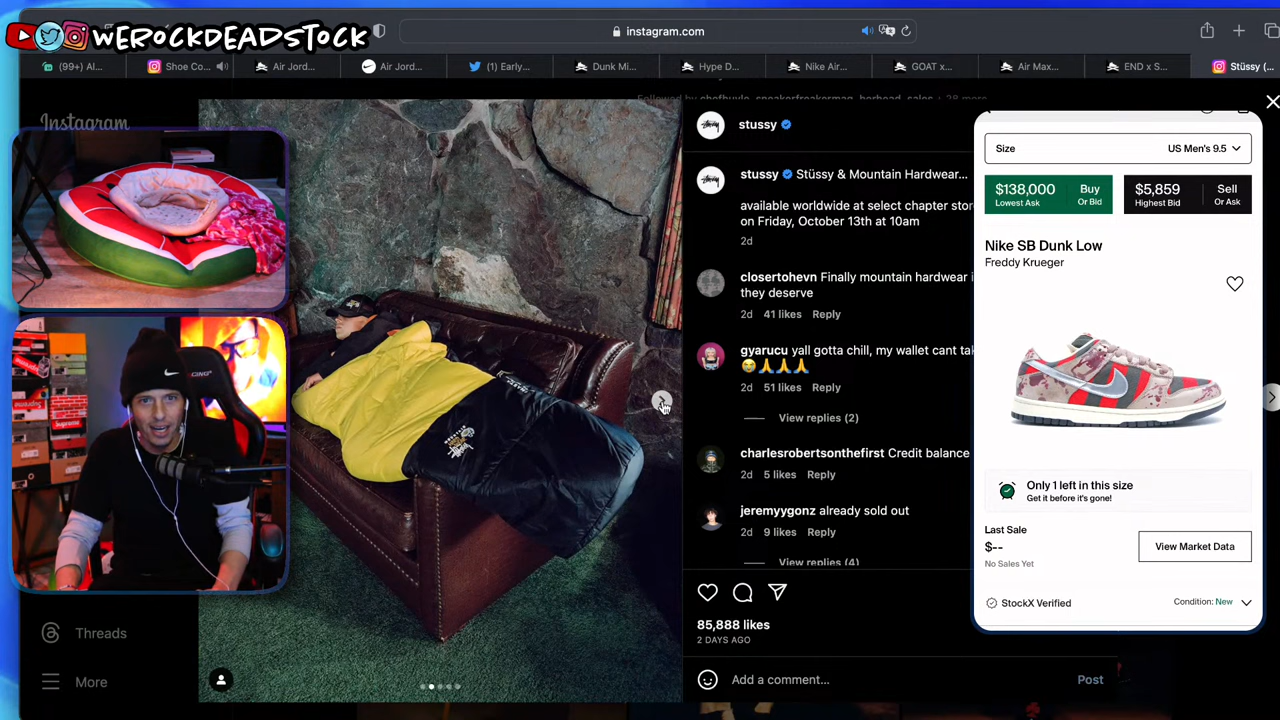 WEROCKDEADSTOCK
instagram.com
(99+) Al...
Shoe Co...
Air Jord...
Air Jord...
(1) Early...
Dunk Mi...
Hype D...
Nike Air...
GOAT x...
Air Max...
END x S...
Stüssy (...
Instagram
stussy
stussy Stüssy & Mountain Hardwear...
available worldwide at select chapter stor
on Friday, October 13th at 10am
2d
closertohevn Finally mountain hardwear i
they deserve
2d 41 likes Reply
gyarucu yall gotta chill, my wallet cant tak
😭🙏🙏🙏
2d 51 likes Reply
View replies (2)
charlesrobertsonthefirst Credit balance
2d 5 likes Reply
jeremyygonz already sold out
2d 9 likes Reply
View replies (4)
85,888 likes
2 DAYS AGO
Add a comment...
Post
Threads
More
Size
US Men's 9.5
$138,000
Lowest Ask
Buy
Or Bid
$5,859
Highest Bid
Sell
Or Ask
Nike SB Dunk Low
Freddy Krueger
Only 1 left in this size
Get it before it's gone!
Last Sale
$--
No Sales Yet
View Market Data
StockX Verified
Condition: New